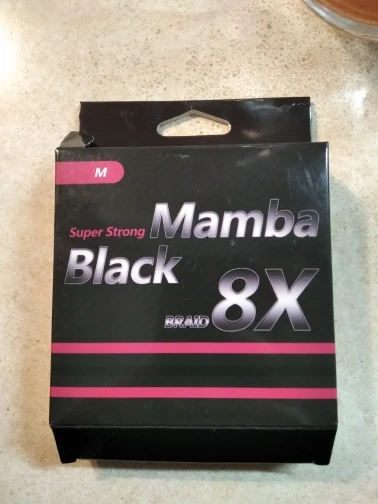 M
Super Strong Mamba
Black
BRAID 8X